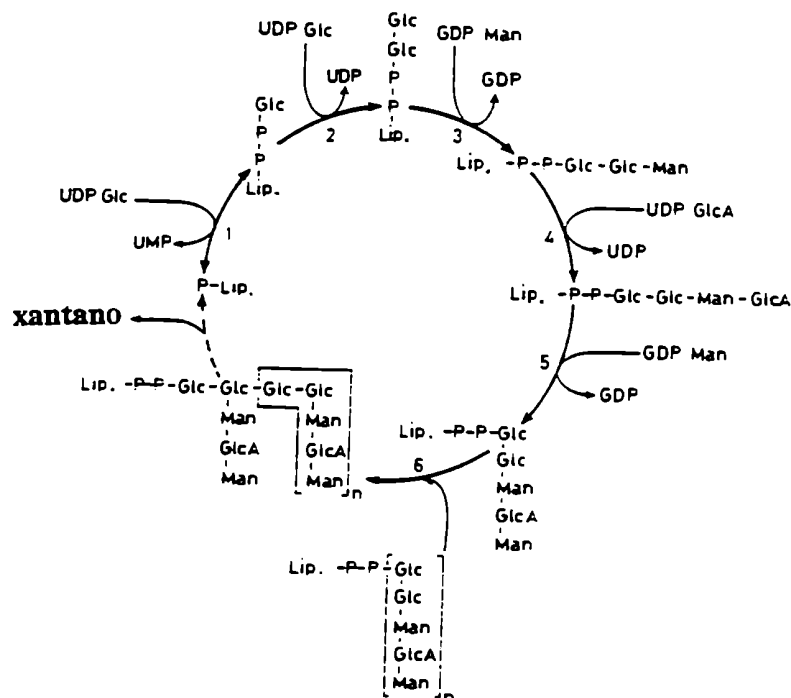 UDP Glc
UDP
Glc
P
P
Lip.
2
Glc
Glc
P
P
Lip.
GDP Man
GDP
3
Lip. -P-P-Glc-Glc-Man
UDP Glc
UMP
1
P-Lip.
UDP GlcA
UDP
4
Lip. -P-P-Glc-Glc-Man-GlcA
GDP Man
GDP
5
Lip. -P-P-Glc
Glc
Man
GlcA
Man
6
Lip. -P-P-Glc
Glc
Man
GlcA
Man
n
Lip. -P-P-Glc-Glc-Glc-Glc
Man Man
GlcA GlcA
Man Man
n
xantano